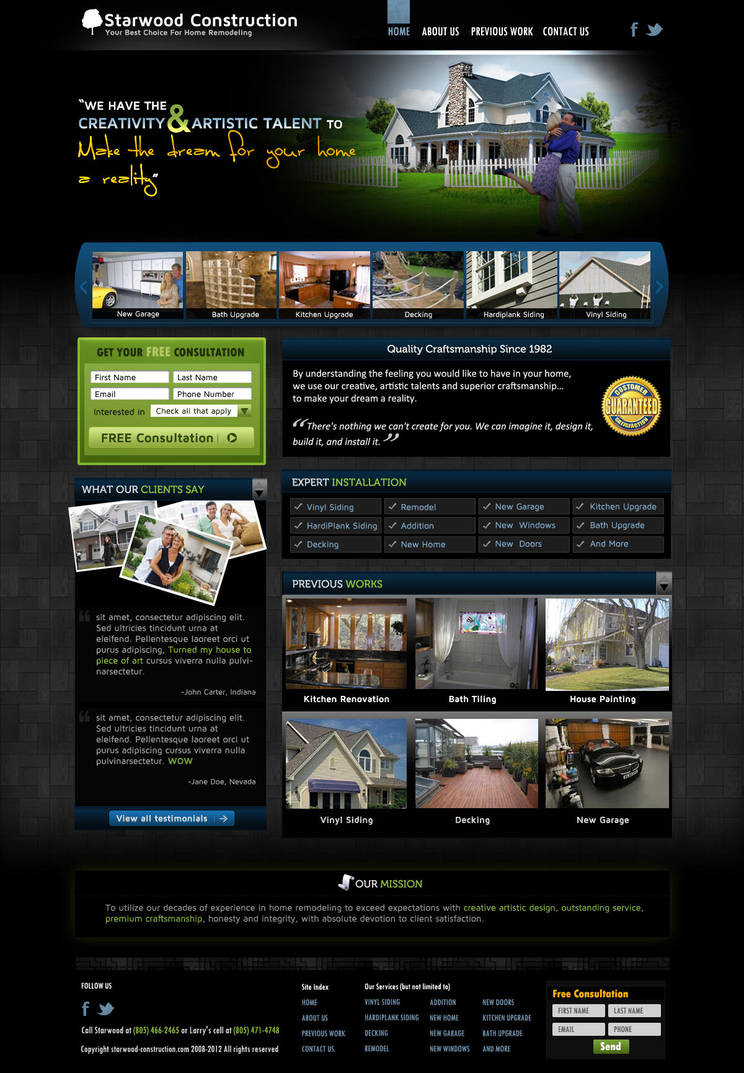 Starwood Construction
Your Best Choice For Home Remodeling
HOME ABOUT US PREVIOUS WORK CONTACT US
"WE HAVE THE
CREATIVITY & ARTISTIC TALENT TO
Make the dream for your home
a reality"
New Garage Bath Upgrade Kitchen Upgrade Decking Hardiplank Siding Vinyl Siding
GET YOUR FREE CONSULTATION
First Name Last Name
Email Phone Number
Interested in Check all that apply
FREE Consultation
Quality Craftsmanship Since 1982
By understanding the feeling you would like to have in your home,
we use our creative, artistic talents and superior craftsmanship...
to make your dream a reality.
"There's nothing we can't create for you. We can imagine it, design it,
build it, and install it."
CUSTOMER
GUARANTEED
SATISFACTION
WHAT OUR CLIENTS SAY
sit amet, consectetur adipiscing elit.
Sed ultricies tincidunt urna at
eleifend. Pellentesque laoreet orci ut
purus adipiscing, Turned my house to
piece of art cursus viverra nulla pulvi-
narsectetur.
~John Carter, Indiana
sit amet, consectetur adipiscing elit.
Sed ultricies tincidunt urna at
eleifend. Pellentesque laoreet orci ut
purus adipiscing cursus viverra nulla
pulvinarsectetur. WOW
~Jane Doe, Nevada
View all testimonials
EXPERT INSTALLATION
Vinyl Siding Remodel New Garage Kitchen Upgrade
HardiPlank Siding Addition New Windows Bath Upgrade
Decking New Home New Doors And More
PREVIOUS WORKS
Kitchen Renovation Bath Tiling House Painting
Vinyl Siding Decking New Garage
OUR MISSION
To utilize our decades of experience in home remodeling to exceed expectations with creative artistic design, outstanding service,
premium craftsmanship, honesty and integrity, with absolute devotion to client satisfaction.
FOLLOW US
Call Starwood at (805) 466-2465 or Larry's cell at (805) 471-4748
Copyright starwood-construction.com 2008-2012 All rights reserved
Site Index
HOME
ABOUT US
PREVIOUS WORK
CONTACT US.
Our Services (but not limited to)
VINYL SIDING ADDITION NEW DOORS
HARDIPLANK SIDING NEW HOME KITCHEN UPGRADE
DECKING NEW GARAGE BATH UPGRADE
REMODEL NEW WINDOWS AND MORE
Free Consultation
FIRST NAME LAST NAME
EMAIL PHONE
Send